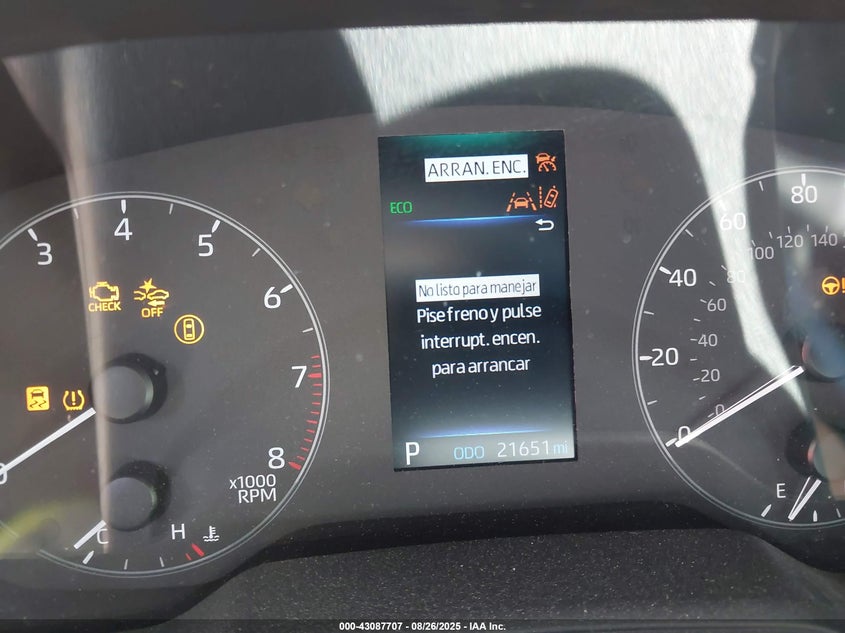 ARRAN. ENC.
ECO
No listo para manejar
Pise freno y pulse
interrupt. encen.
para arrancar
P ODO 21651 mi
3 4 5 6 7 8
x1000
RPM
CHECK
OFF
C H
0 20 40 60 80
0 20 40 60 80 100 120 140
E
000-43087707 - 08/26/2025 - IAA Inc.